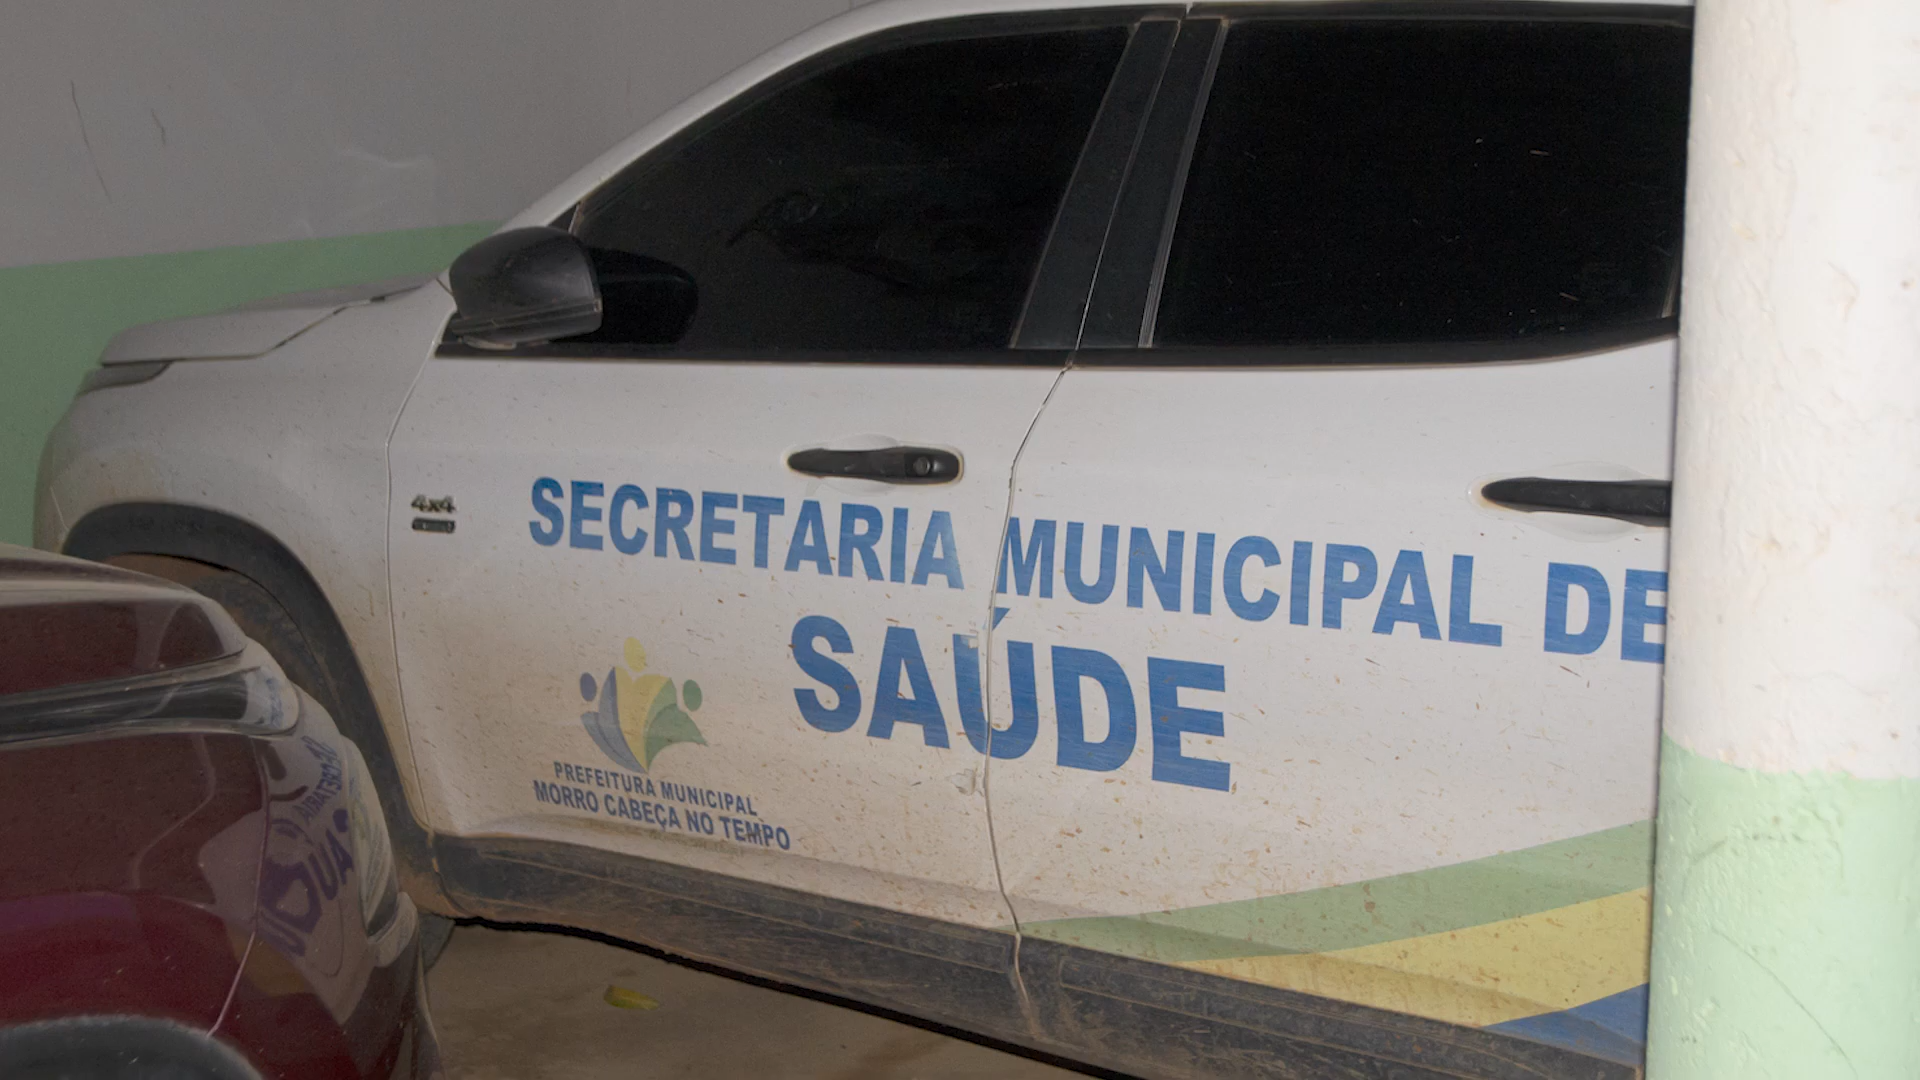 4x4
SECRETARIA MUNICIPAL DE
SAÚDE
PREFEITURA MUNICIPAL
MORRO CABEÇA NO TEMPO